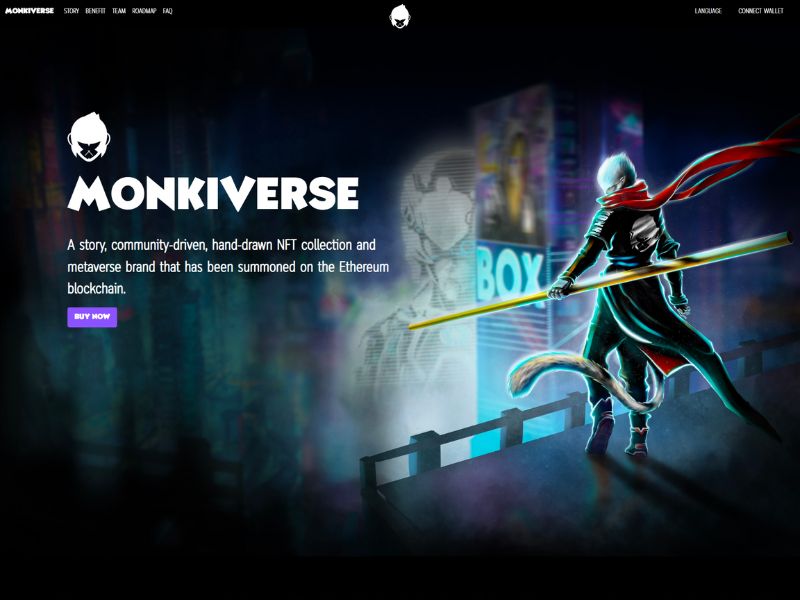 MONKIVERSE STORY BENEFIT TEAM ROADMAP FAQ LANGUAGE CONNECT WALLET
MONKIVERSE
A story, community-driven, hand-drawn NFT collection and
metaverse brand that has been summoned on the Ethereum
blockchain.
BUY NOW
BOX